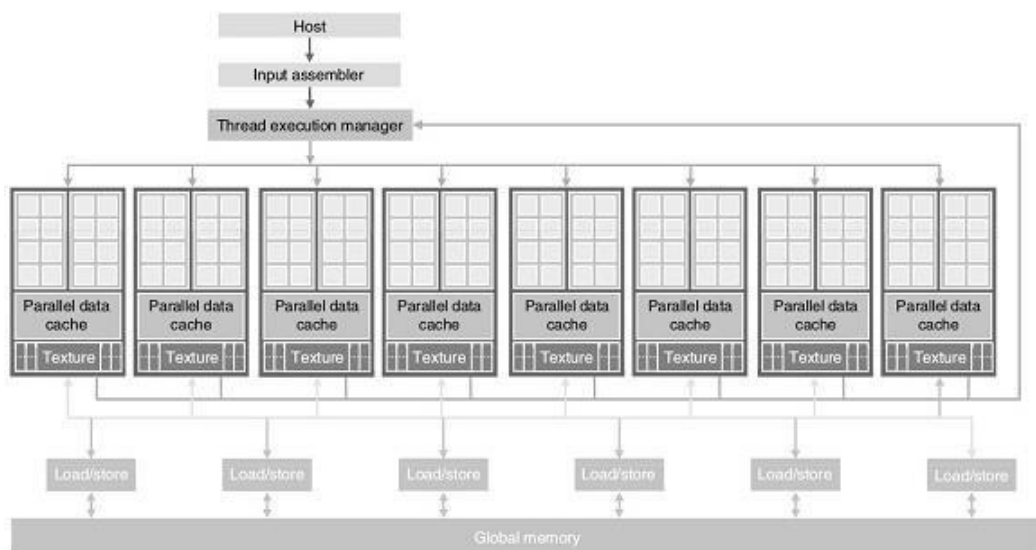 Host
Input assembler
Thread execution manager
Parallel data
cache
Parallel data
cache
Parallel data
cache
Parallel data
cache
Parallel data
cache
Parallel data
cache
Parallel data
cache
Parallel data
cache
Texture
Texture
Texture
Texture
Texture
Texture
Texture
Texture
Load/store
Load/store
Load/store
Load/store
Load/store
Load/store
Global memory